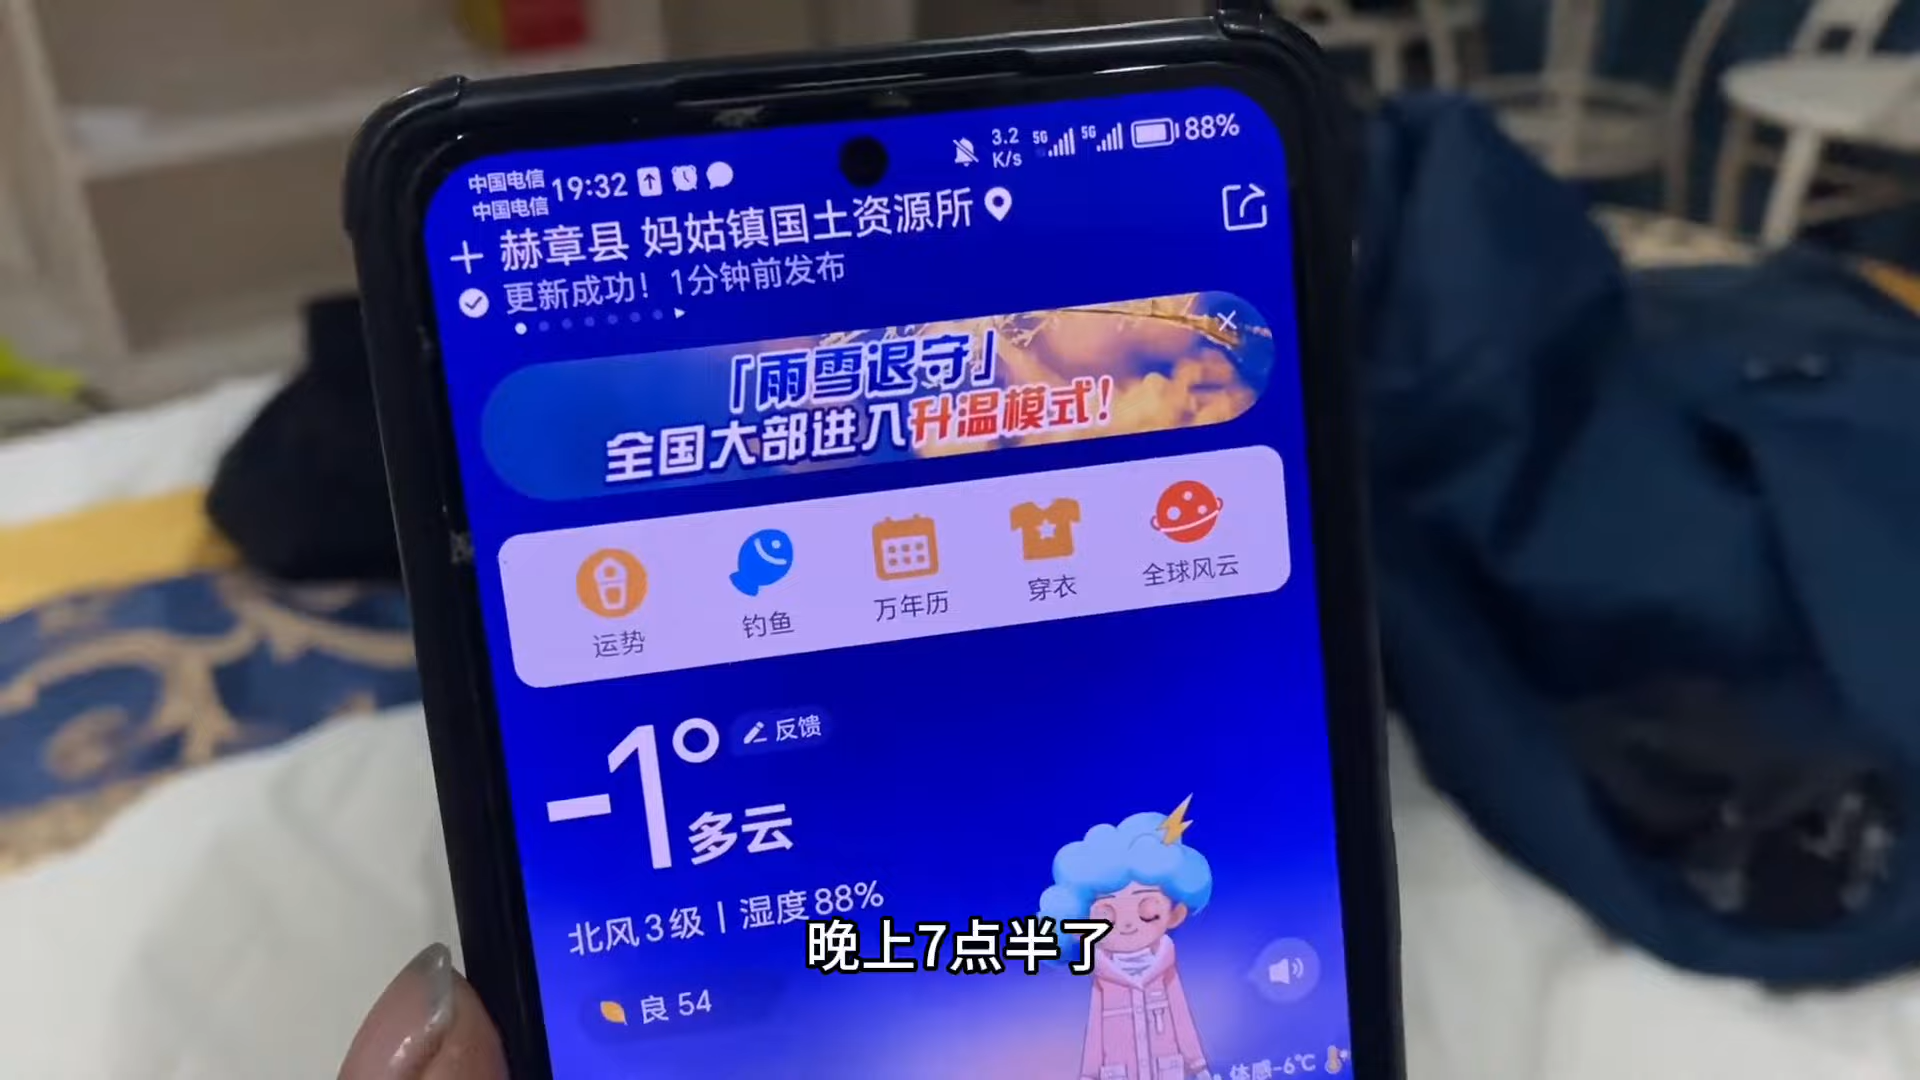 中国电信 19:32
中国电信
3.2 K/s 5G 5G 88%
赫章县 妈姑镇国土资源所
更新成功！1分钟前发布
「雨雪退守」
全国大部进入升温模式！
运势 钓鱼 万年历 穿衣 全球风云
-1° 反馈
多云
北风3级 | 湿度88%
晚上7点半了
良 54
体感-6℃